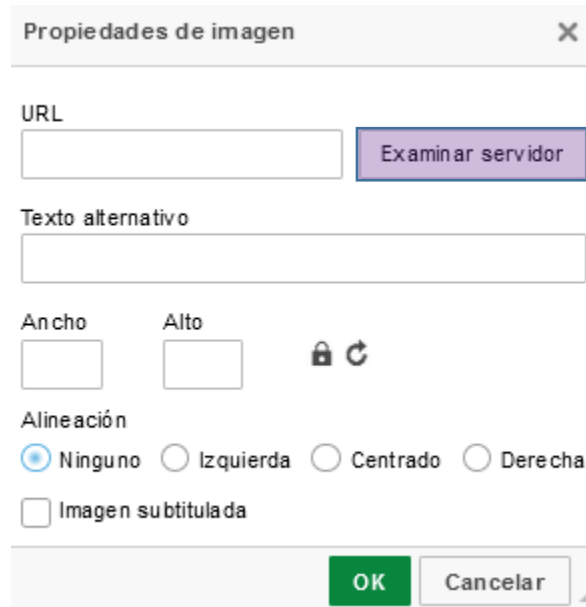 Propiedades de imagen
URL
Examinar servidor
Texto alternativo
Ancho Alto
Alineación
Ninguno Izquierda Centrado Derecha
Imagen subtitulada
OK Cancelar